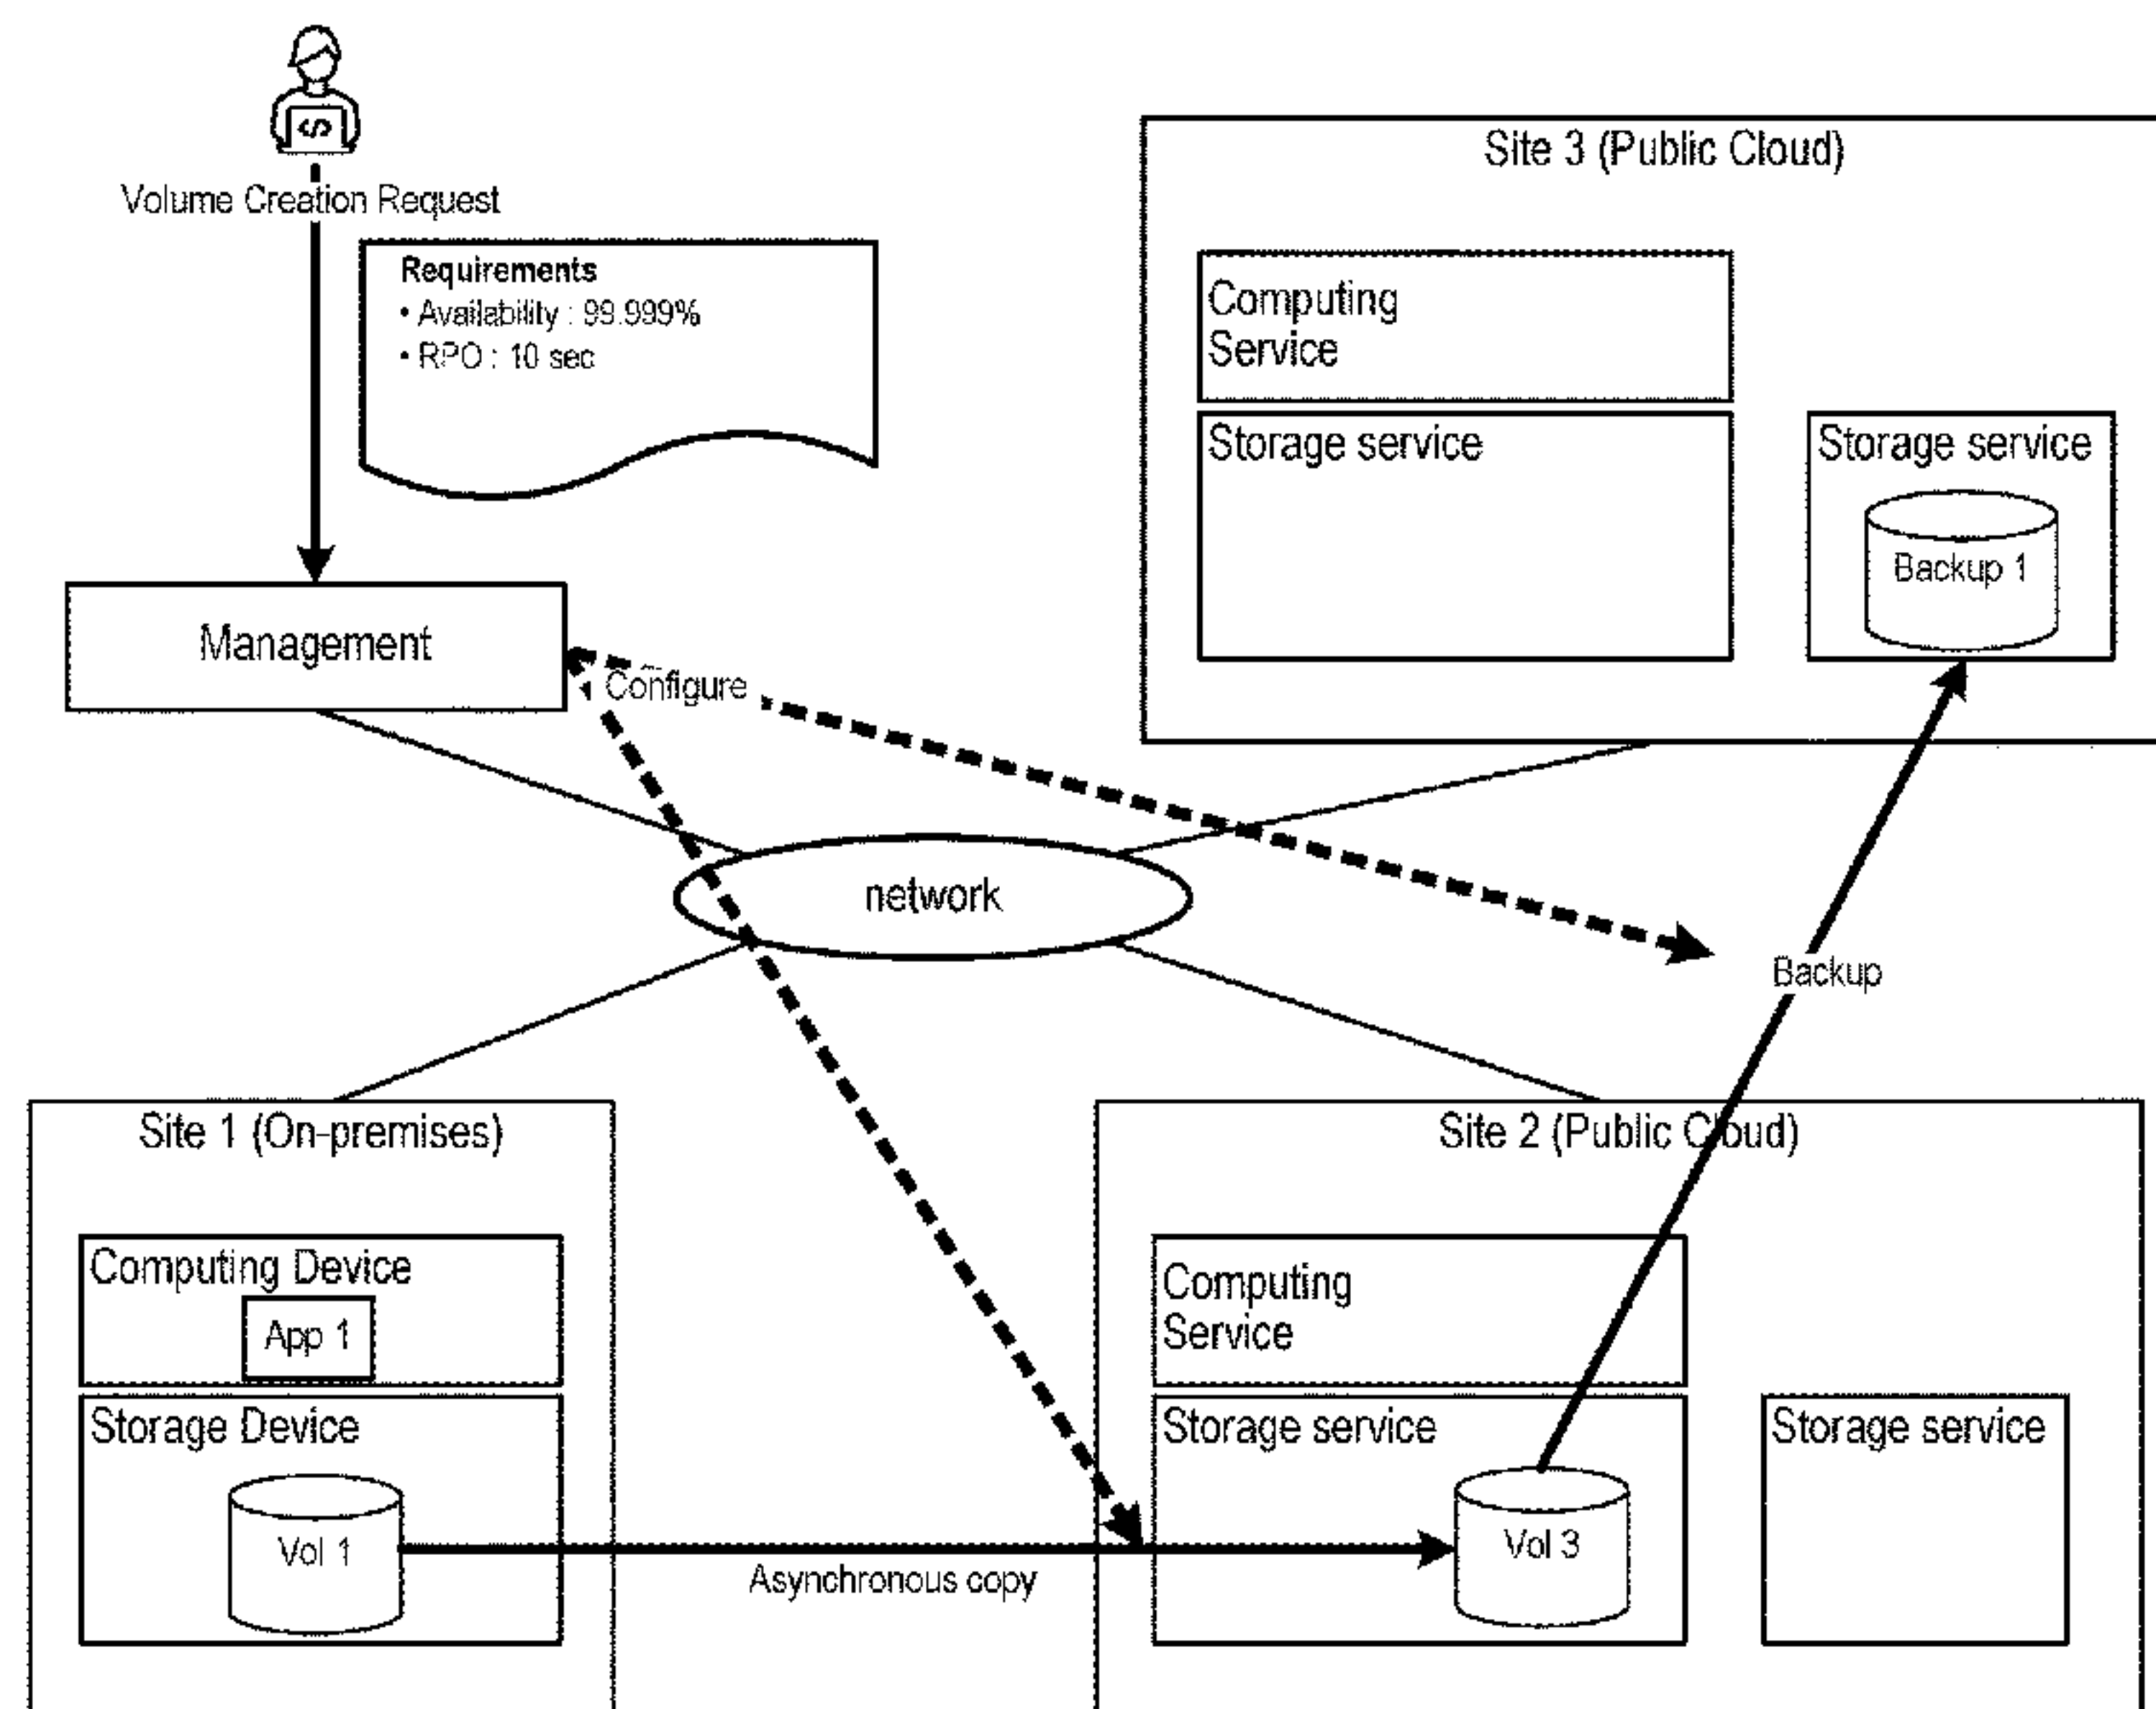 Volume Creation Request
Requirements
• Availability : 99.999%
• RPO : 10 sec
Management
Configure
network
Site 3 (Public Cloud)
Computing
Service
Storage service
Storage service
Backup 1
Backup
Site 1 (On-premises)
Computing Device
App 1
Storage Device
Vol 1
Asynchronous copy
Site 2 (Public Cloud)
Computing
Service
Storage service
Vol 3
Storage service